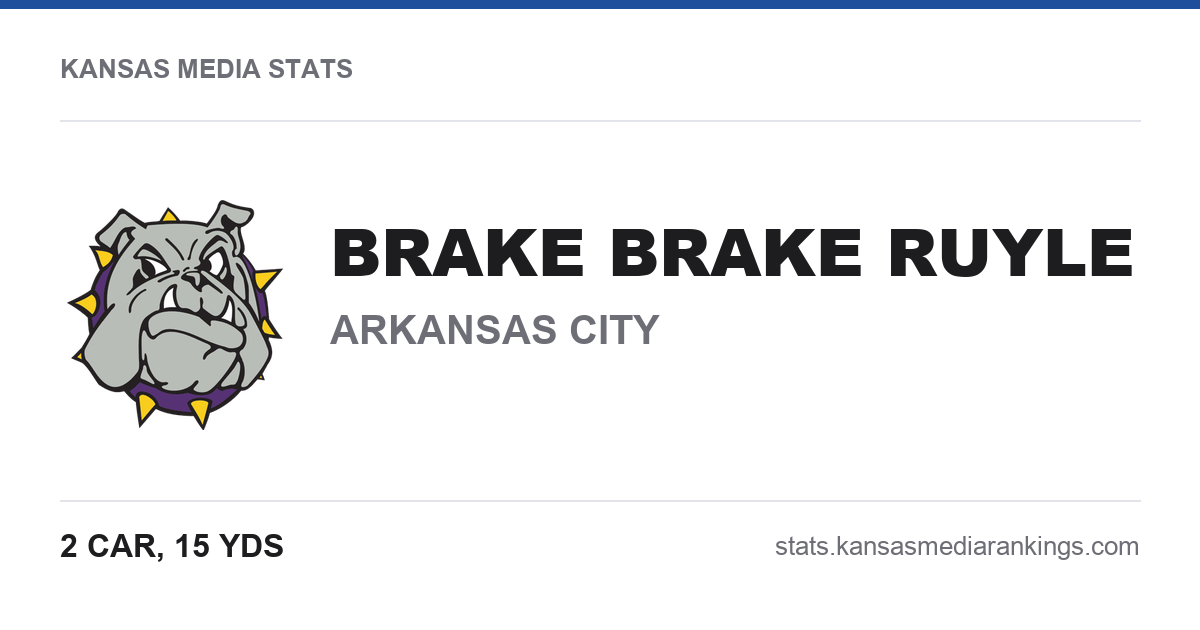 KANSAS MEDIA STATS
BRAKE BRAKE RUYLE
ARKANSAS CITY
2 CAR, 15 YDS
stats.kansasmediarankings.com